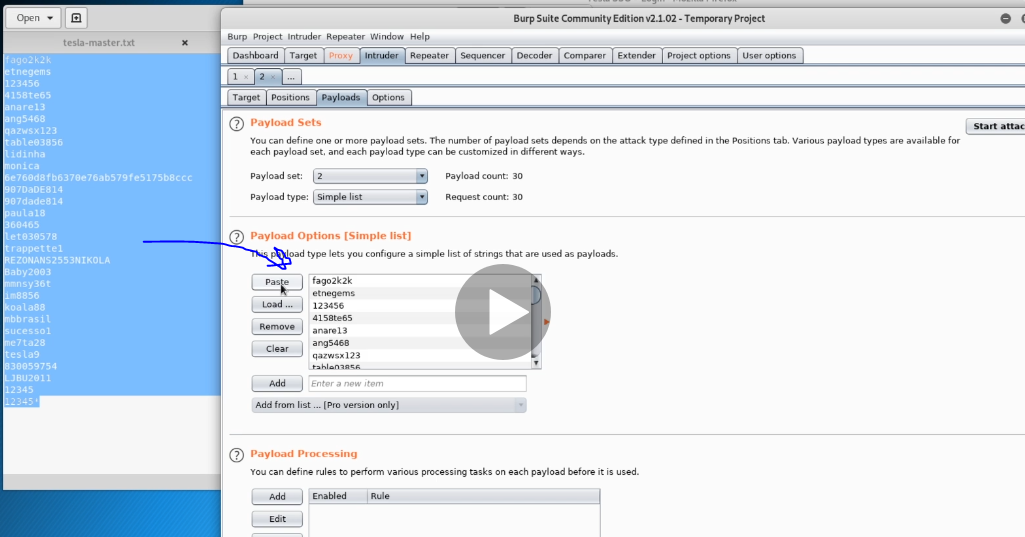 Burp Suite Community Edition v2.1.02 - Temporary Project
Open
tesla-master.txt
fago2k2k
etnegems
123456
4158te65
anare13
ang5468
qazwsx123
table03856
lidinha
monica
6e760d8fb6370e76ab579fe5175b8ccc
907DaDE814
907dade814
paula18
360465
let030578
trappette1
REZONANS2553NIKOLA
Baby2003
mmnsy36t
im8856
koala88
mbbrasil
sucesso1
me7ta28
tesla9
830059754
LJBU2011
12345
12345*
Burp Project Intruder Repeater Window Help
Dashboard Target Proxy Intruder Repeater Sequencer Decoder Comparer Extender Project options User options
1 × 2 × ...
Target Positions Payloads Options
Payload Sets
Start attac
You can define one or more payload sets. The number of payload sets depends on the attack type defined in the Positions tab. Various payload types are available for
each payload set, and each payload type can be customized in different ways.
Payload set: 2 Payload count: 30
Payload type: Simple list Request count: 30
Payload Options [Simple list]
This payload type lets you configure a simple list of strings that are used as payloads.
Paste
Load ...
Remove
Clear
fago2k2k
etnegems
123456
4158te65
anare13
ang5468
qazwsx123
table03856
Add Enter a new item
Add from list ... [Pro version only]
Payload Processing
You can define rules to perform various processing tasks on each payload before it is used.
Add Enabled Rule
Edit